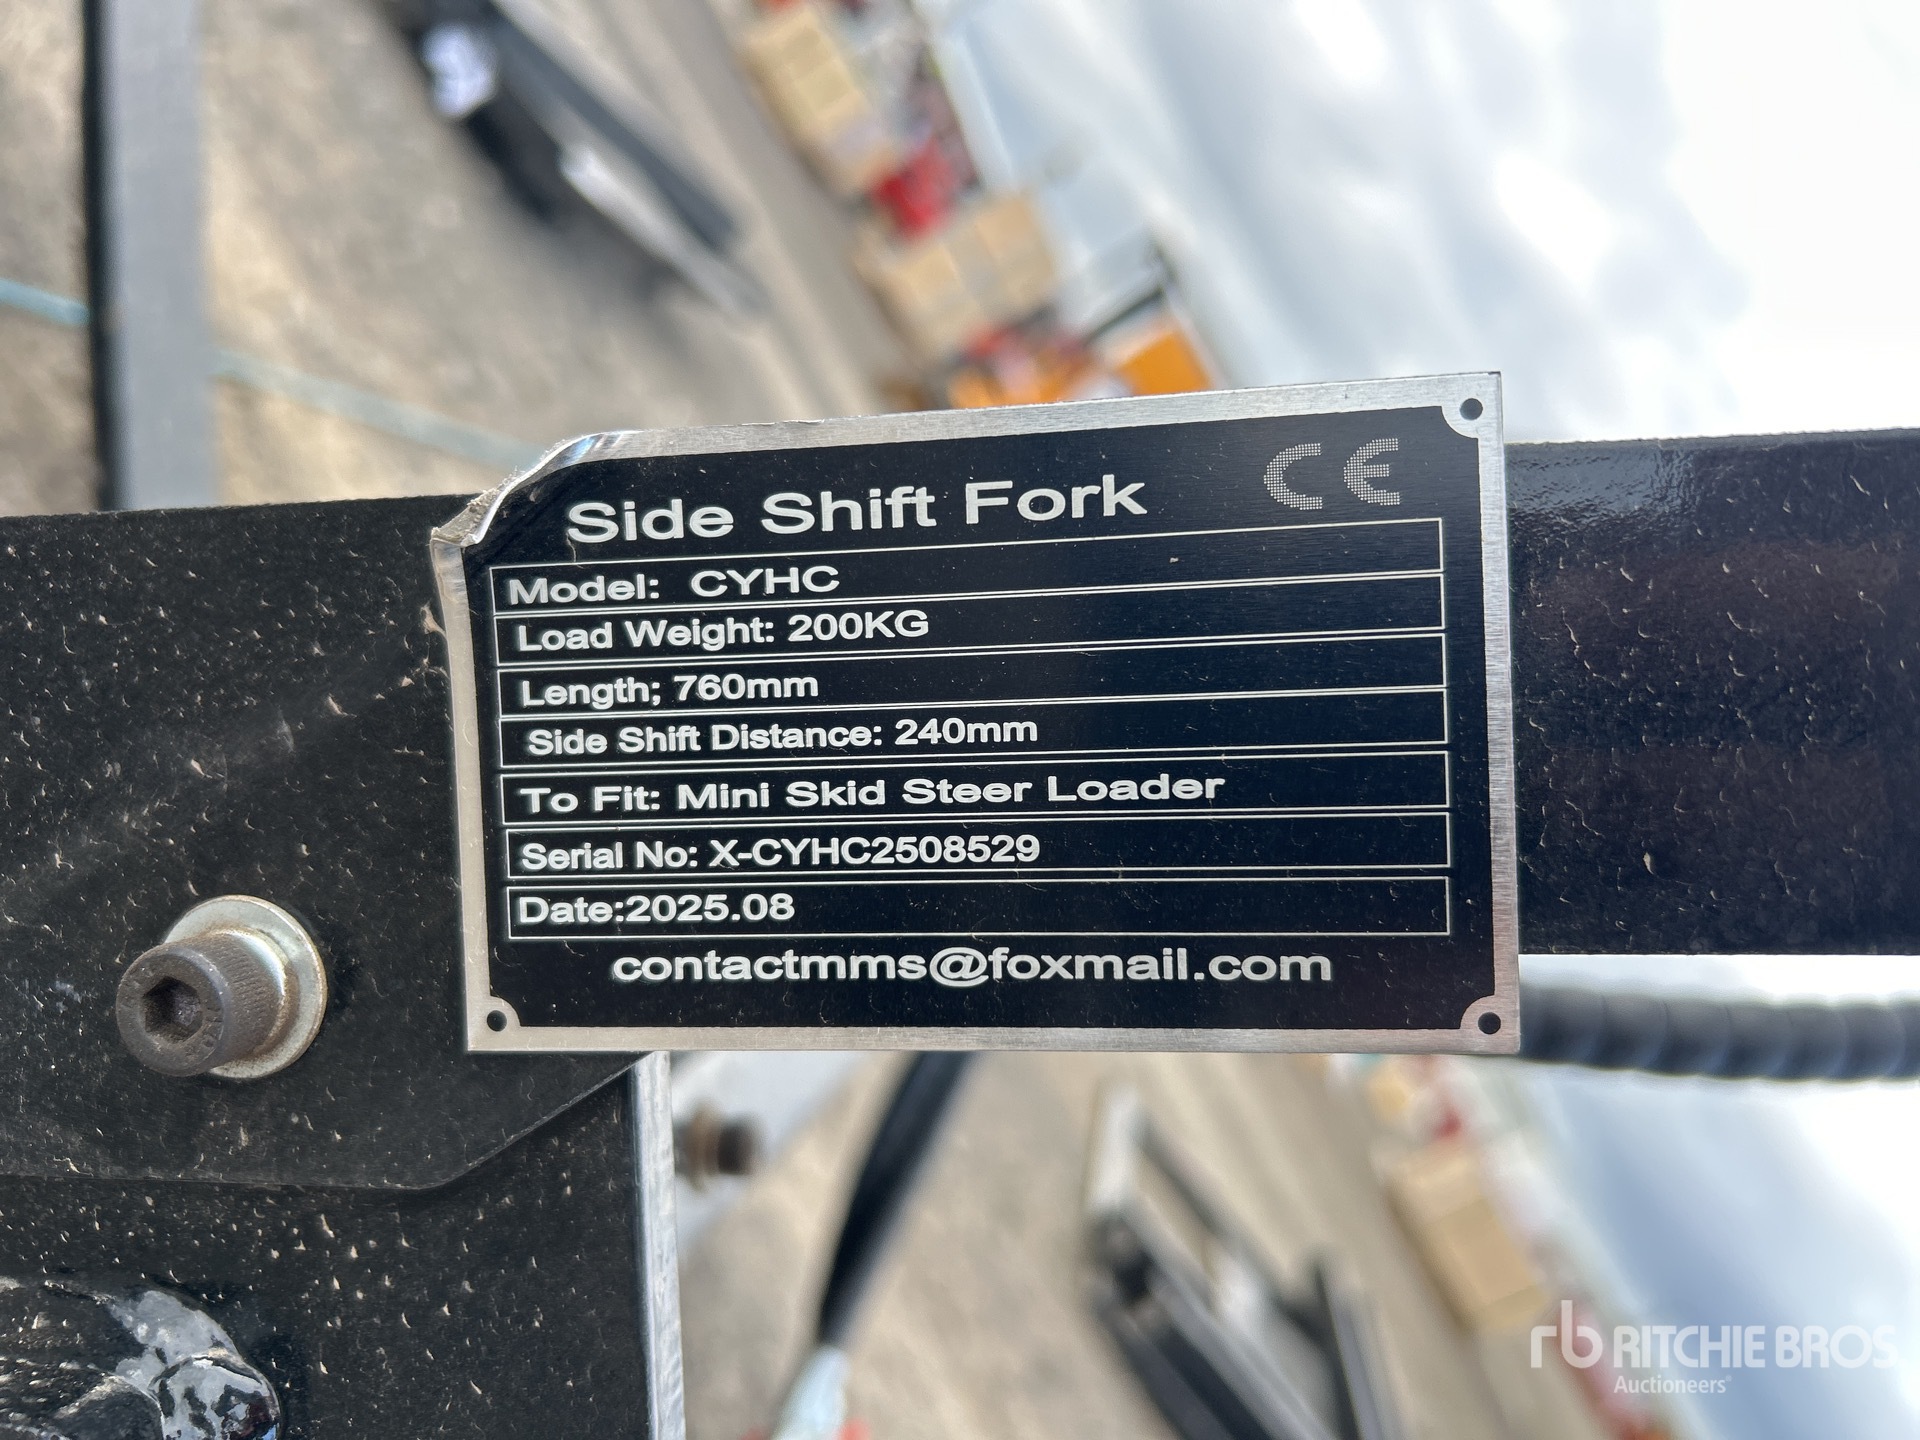 Side Shift Fork CE
Model: CYHC
Load Weight: 200KG
Length; 760mm
Side Shift Distance: 240mm
To Fit: Mini Skid Steer Loader
Serial No: X-CYHC2508529
Date:2025.08
contactmms@foxmail.com
rb RITCHIE BROS
Auctioneers